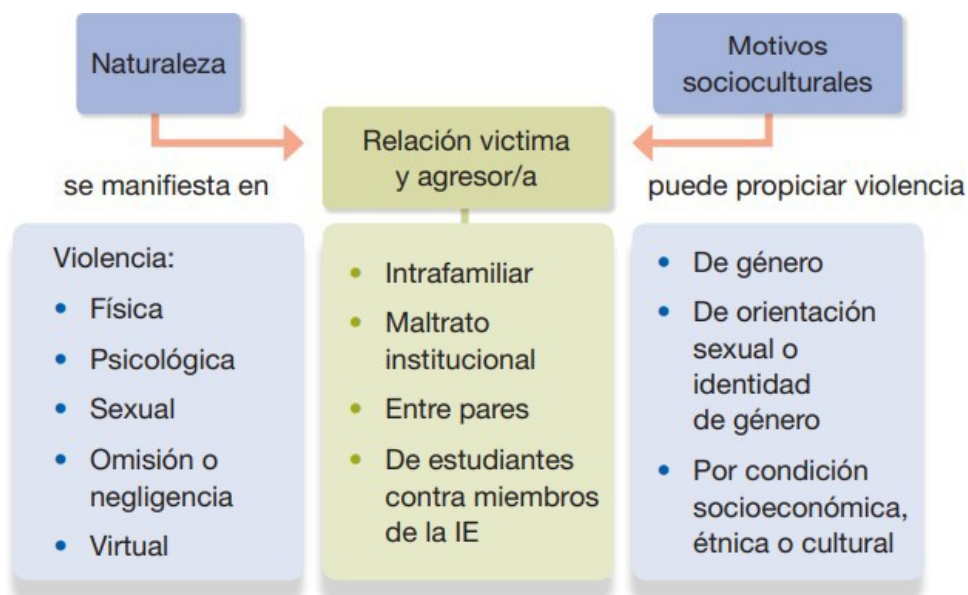 Naturaleza
Motivos
socioculturales
Relación victima
y agresor/a
se manifiesta en
puede propiciar violencia
Violencia:
• Física
• Psicológica
• Sexual
• Omisión o
negligencia
• Virtual
• Intrafamiliar
• Maltrato
institucional
• Entre pares
• De estudiantes
contra miembros
de la IE
• De género
• De orientación
sexual o
identidad
de género
• Por condición
socioeconómica,
étnica o cultural